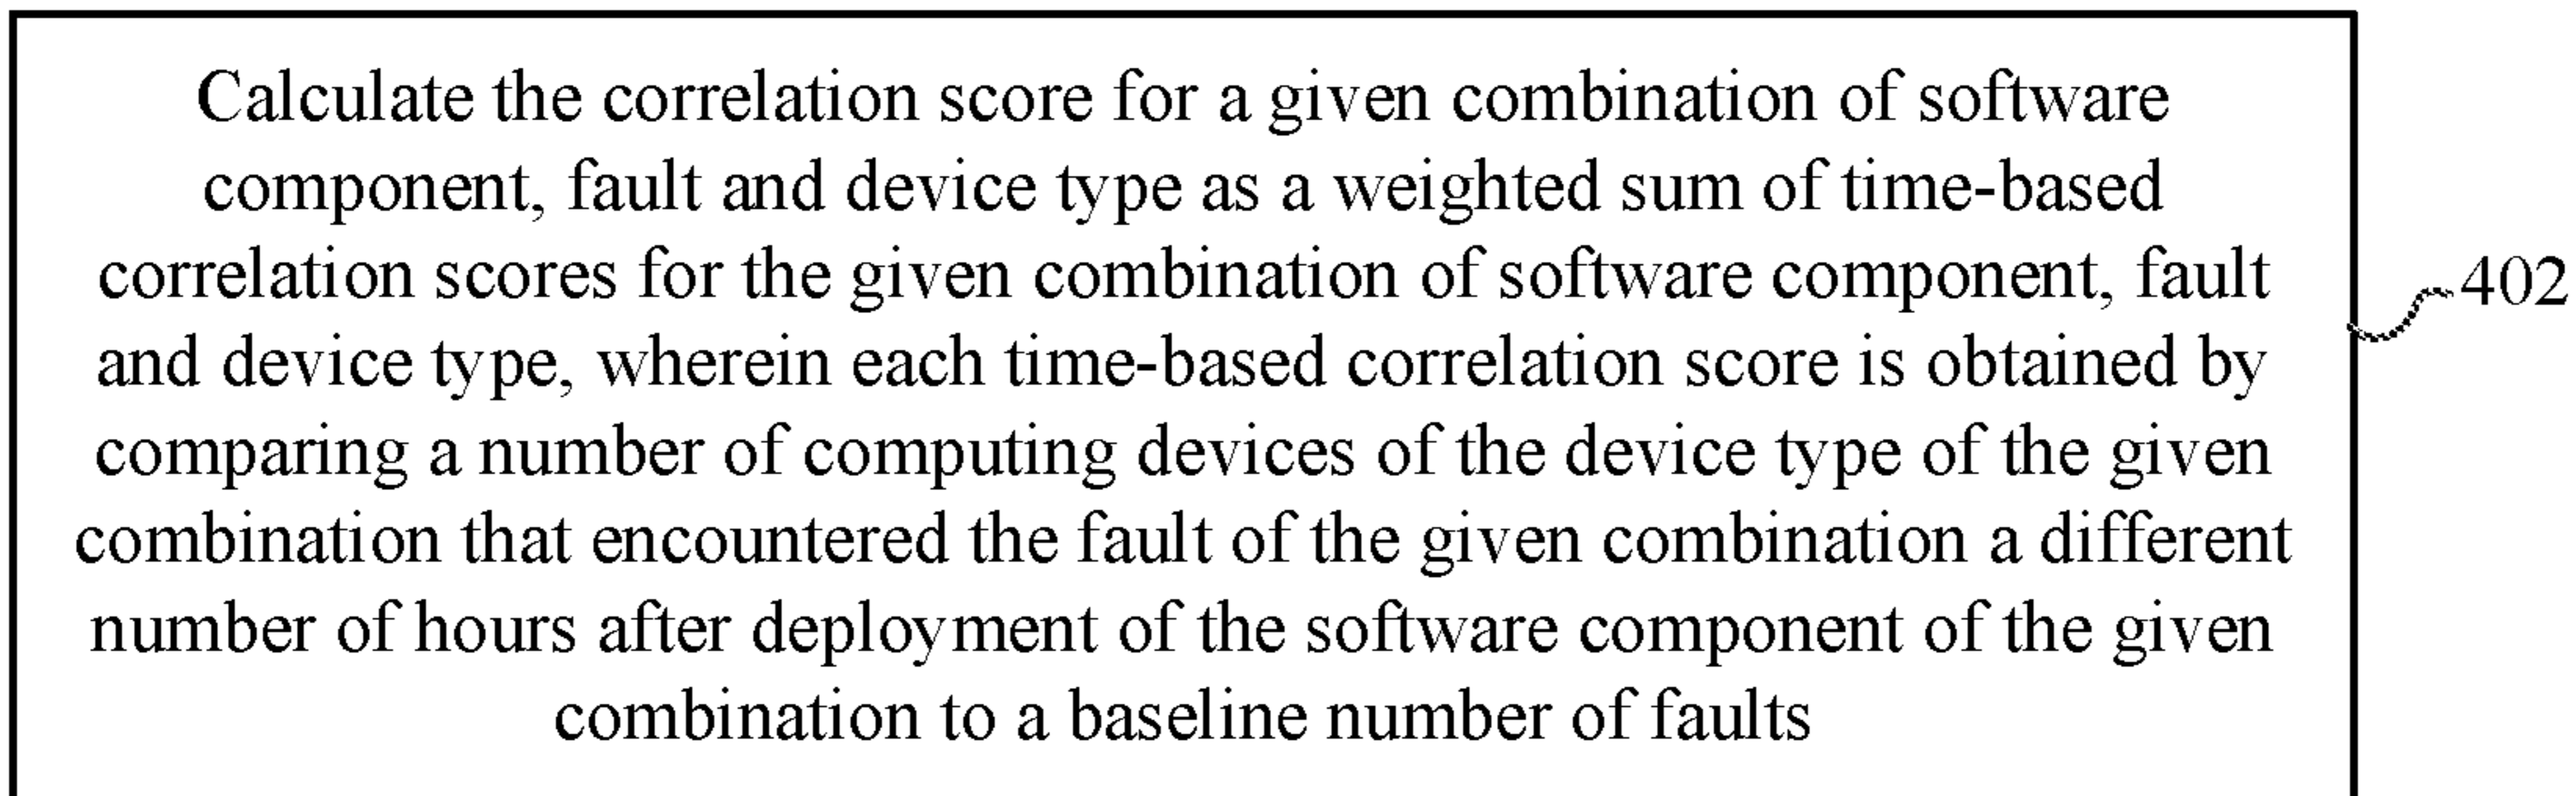 Calculate the correlation score for a given combination of software
component, fault and device type as a weighted sum of time-based
correlation scores for the given combination of software component, fault
and device type, wherein each time-based correlation score is obtained by
comparing a number of computing devices of the device type of the given
combination that encountered the fault of the given combination a different
number of hours after deployment of the software component of the given
combination to a baseline number of faults
402